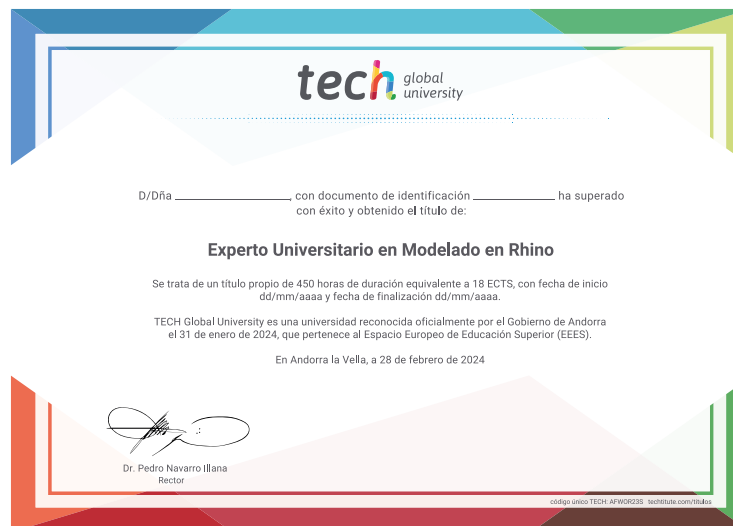 tech global university
D/Dña ____________________, con documento de identificación ______________ ha superado
con éxito y obtenido el título de:
Experto Universitario en Modelado en Rhino
Se trata de un título propio de 450 horas de duración equivalente a 18 ECTS, con fecha de inicio
dd/mm/aaaa y fecha de finalización dd/mm/aaaa.
TECH Global University es una universidad reconocida oficialmente por el Gobierno de Andorra
el 31 de enero de 2024, que pertenece al Espacio Europeo de Educación Superior (EEES).
En Andorra la Vella, a 28 de febrero de 2024
Dr. Pedro Navarro Illana
Rector
código único TECH: AFWOR23S techtitute.com/titulos